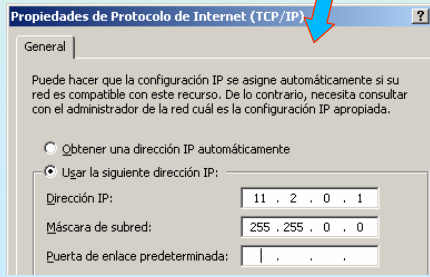 Propiedades de Protocolo de Internet (TCP/IP)
General
Puede hacer que la configuración IP se asigne automáticamente si su
red es compatible con este recurso. De lo contrario, necesita consultar
con el administrador de la red cuál es la configuración IP apropiada.
Obtener una dirección IP automáticamente
Usar la siguiente dirección IP:
Dirección IP: 11 . 2 . 0 . 1
Máscara de subred: 255 . 255 . 0 . 0
Puerta de enlace predeterminada: . . .